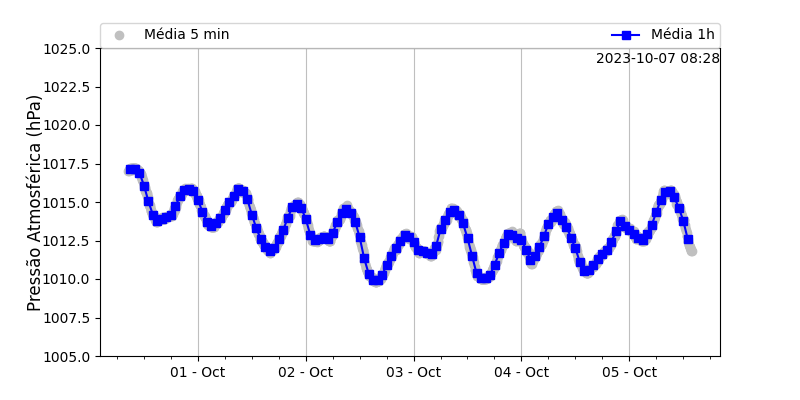 Média 5 min
Média 1h
2023-10-07 08:28
Pressão Atmosférica (hPa)
1025.0
1022.5
1020.0
1017.5
1015.0
1012.5
1010.0
1007.5
1005.0
01 - Oct
02 - Oct
03 - Oct
04 - Oct
05 - Oct